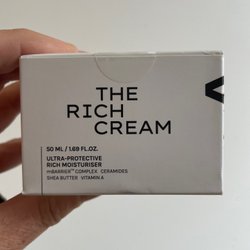 THE
RICH
CREAM
50 ML / 1.69 FL.OZ.
ULTRA-PROTECTIVE
RICH MOISTURISER
mBARRIER™ COMPLEX CERAMIDES
SHEA BUTTER VITAMIN A